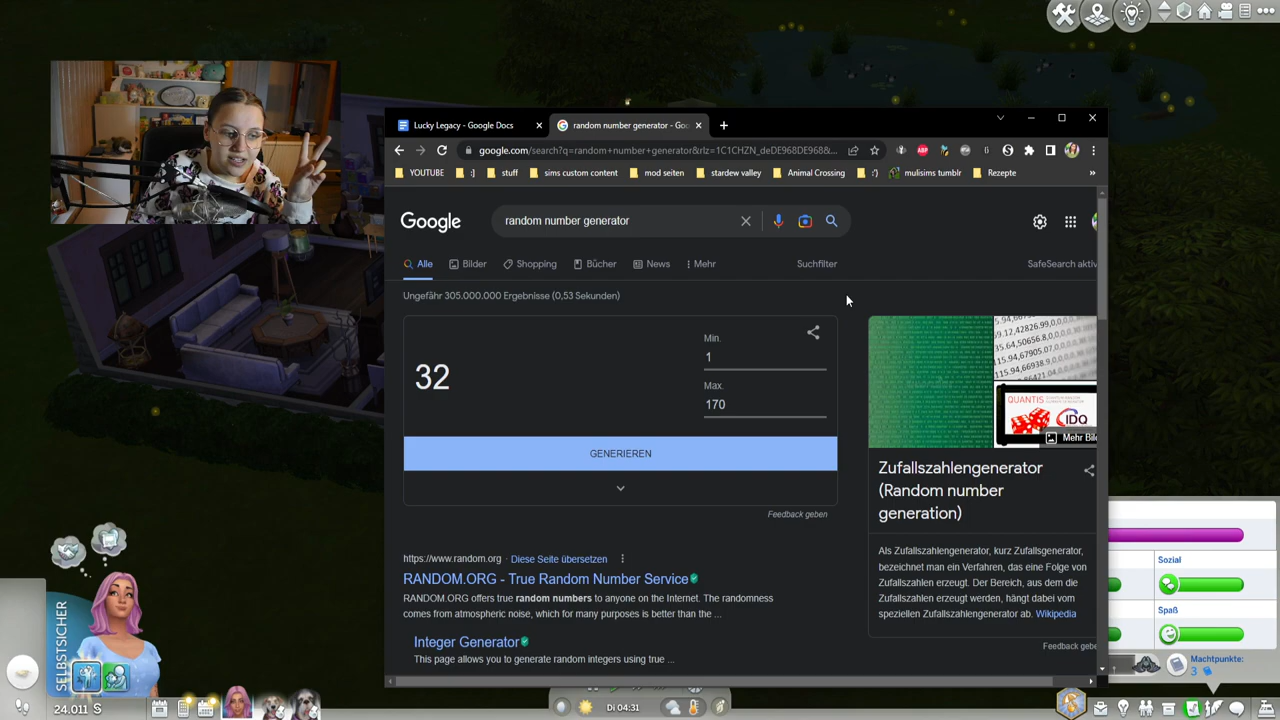 Lucky Legacy - Google Docs
random number generator - Goo
google.com/search?q=random+number+generator&rlz=1C1CHZN_deDE968DE968&...
YOUTUBE
:)
stuff
sims custom content
mod seiten
stardew valley
Animal Crossing
:')
mulisims tumblr
Rezepte
»
Google
random number generator
Alle
Bilder
Shopping
Bücher
News
Mehr
Suchfilter
SafeSearch aktiv
Ungefähr 305.000.000 Ergebnisse (0,53 Sekunden)
32
Min.
1
Max.
170
GENERIEREN
Feedback geben
QUANTIS
IDQ
Mehr Bil
Zufallszahlengenerator
(Random number
generation)
Als Zufallszahlengenerator, kurz Zufallsgenerator,
bezeichnet man ein Verfahren, das eine Folge von
Zufallszahlen erzeugt. Der Bereich, aus dem die
Zufallszahlen erzeugt werden, hängt dabei vom
speziellen Zufallszahlengenerator ab. Wikipedia
Feedback gebe
https://www.random.org · Diese Seite übersetzen
RANDOM.ORG - True Random Number Service
RANDOM.ORG offers true random numbers to anyone on the Internet. The randomness
comes from atmospheric noise, which for many purposes is better than the ...
Integer Generator
This page allows you to generate random integers using true ...
Sozial
Spaß
Machtpunkte:
3
SELBSTSICHER
24.011 $
Di 04:31